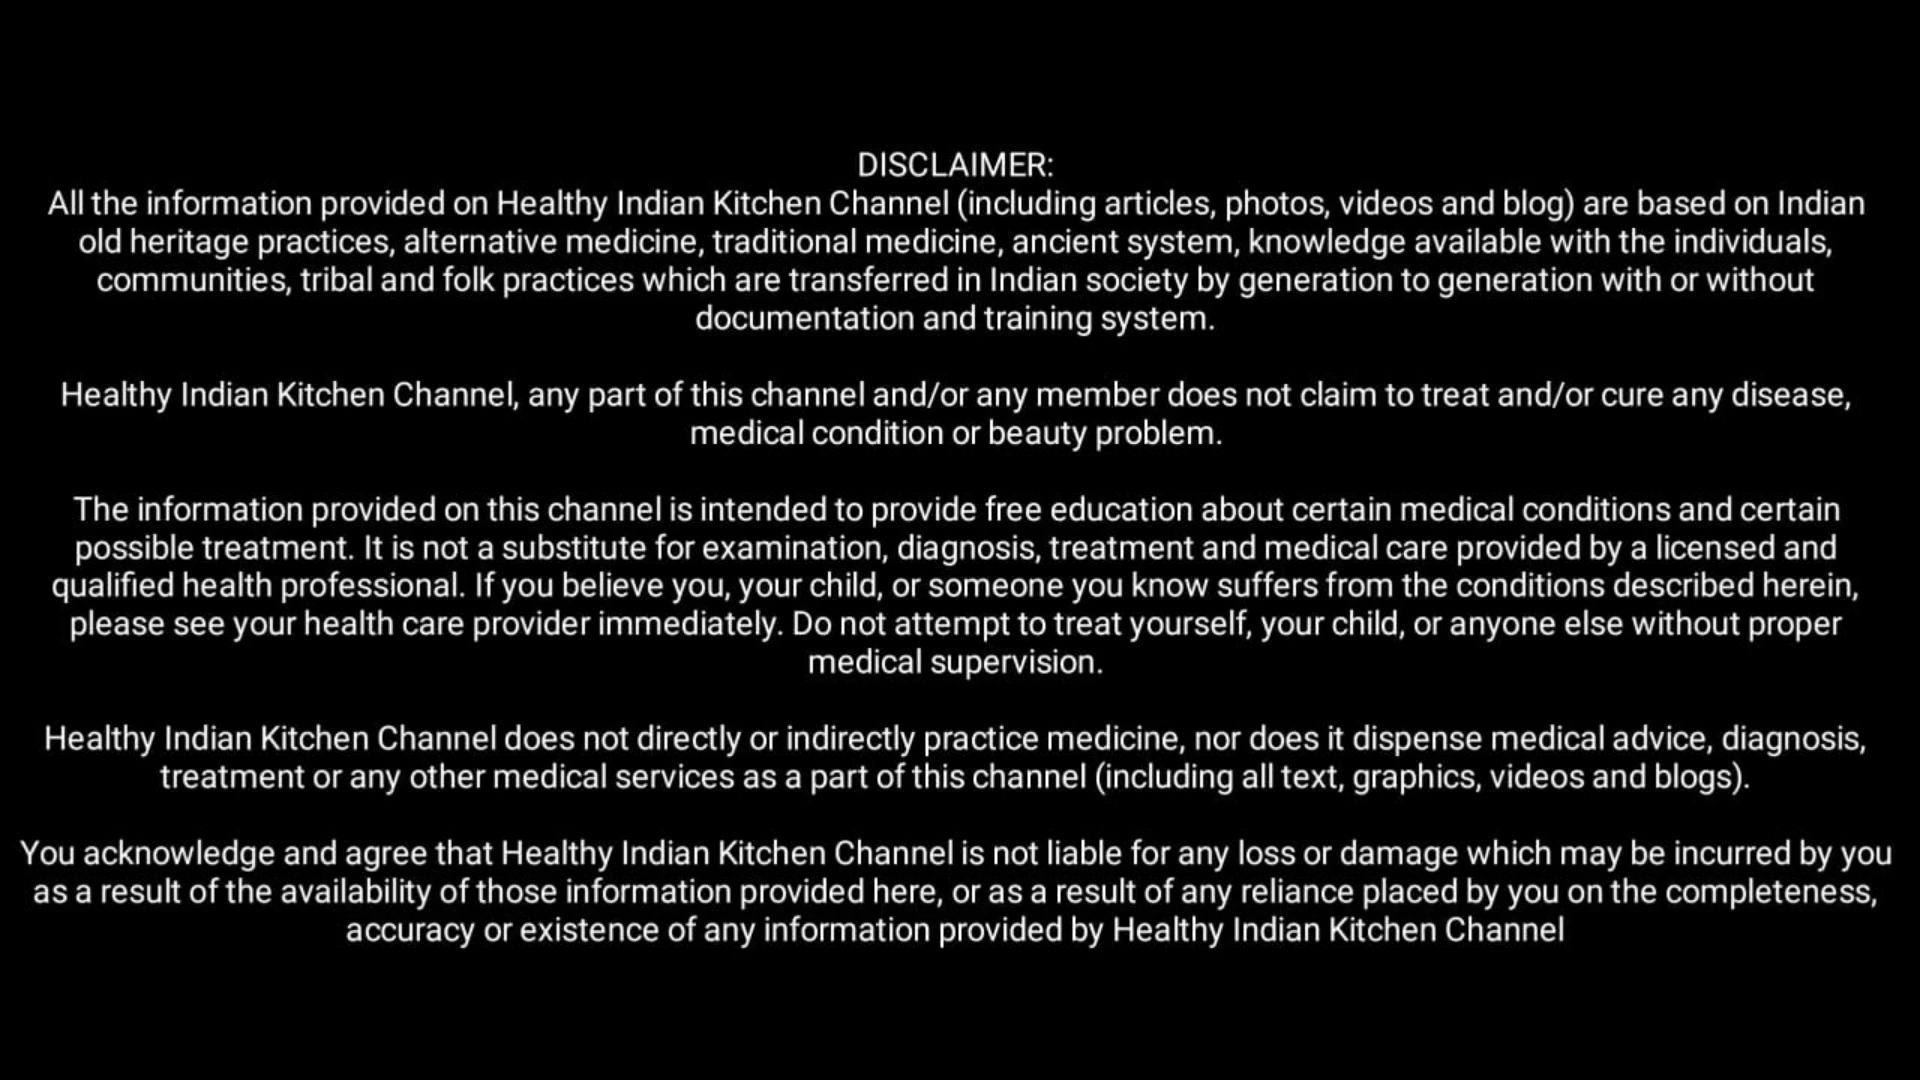 DISCLAIMER:
All the information provided on Healthy Indian Kitchen Channel (including articles, photos, videos and blog) are based on Indian
old heritage practices, alternative medicine, traditional medicine, ancient system, knowledge available with the individuals,
communities, tribal and folk practices which are transferred in Indian society by generation to generation with or without
documentation and training system.
Healthy Indian Kitchen Channel, any part of this channel and/or any member does not claim to treat and/or cure any disease,
medical condition or beauty problem.
The information provided on this channel is intended to provide free education about certain medical conditions and certain
possible treatment. It is not a substitute for examination, diagnosis, treatment and medical care provided by a licensed and
qualified health professional. If you believe you, your child, or someone you know suffers from the conditions described herein,
please see your health care provider immediately. Do not attempt to treat yourself, your child, or anyone else without proper
medical supervision.
Healthy Indian Kitchen Channel does not directly or indirectly practice medicine, nor does it dispense medical advice, diagnosis,
treatment or any other medical services as a part of this channel (including all text, graphics, videos and blogs).
You acknowledge and agree that Healthy Indian Kitchen Channel is not liable for any loss or damage which may be incurred by you
as a result of the availability of those information provided here, or as a result of any reliance placed by you on the completeness,
accuracy or existence of any information provided by Healthy Indian Kitchen Channel